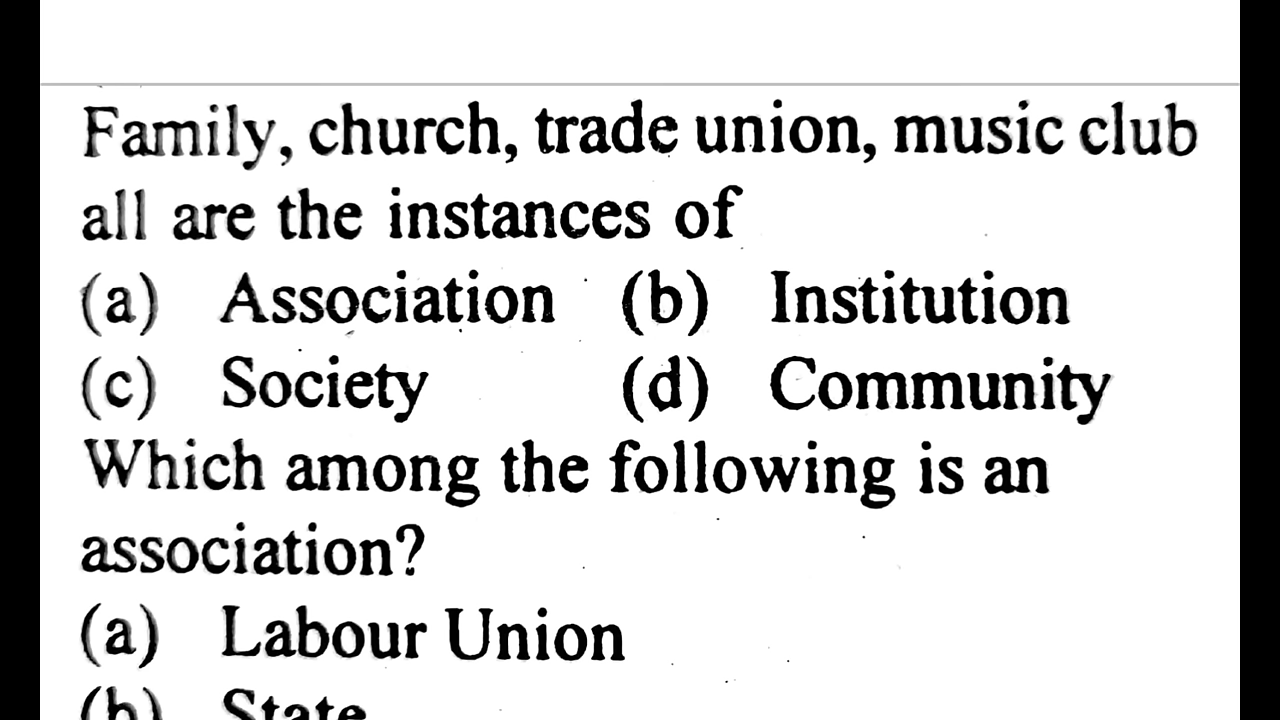 Family, church, trade union, music club
all are the instances of
(a) Association (b) Institution
(c) Society (d) Community
Which among the following is an
association?
(a) Labour Union
(b) State